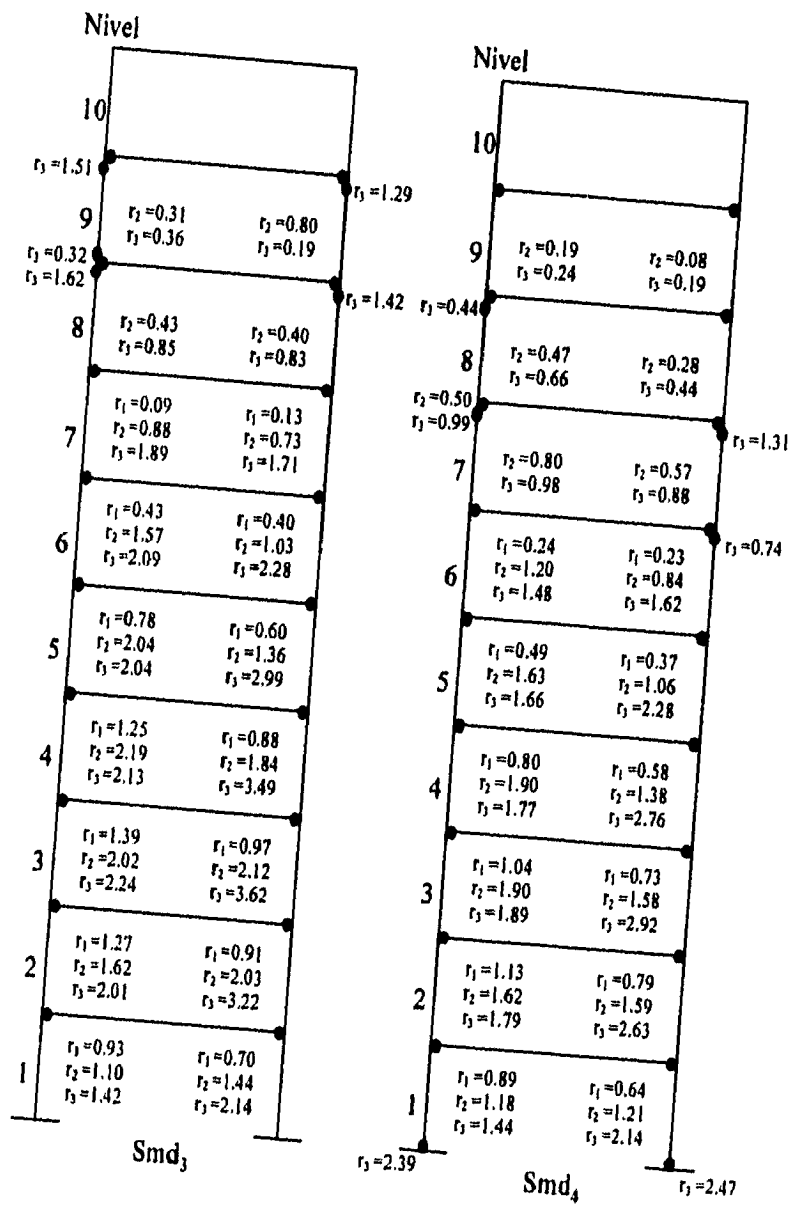 Nivel
10
r₃ =1.51
r₃ =1.29
9
r₂ =0.31
r₃ =0.36
r₂ =0.80
r₃ =0.19
r₃ =0.32
r₃ =1.62
r₃ =1.42
8
r₂ =0.43
r₃ =0.85
r₂ =0.40
r₃ =0.83
7
r₁ =0.09
r₂ =0.88
r₃ =1.89
r₁ =0.13
r₂ =0.73
r₃ =1.71
6
r₁ =0.43
r₂ =1.57
r₃ =2.09
r₁ =0.40
r₂ =1.03
r₃ =2.28
5
r₁ =0.78
r₂ =2.04
r₃ =2.04
r₁ =0.60
r₂ =1.36
r₃ =2.99
4
r₁ =1.25
r₂ =2.19
r₃ =2.13
r₁ =0.88
r₂ =1.84
r₃ =3.49
3
r₁ =1.39
r₂ =2.02
r₃ =2.24
r₁ =0.97
r₂ =2.12
r₃ =3.62
2
r₁ =1.27
r₂ =1.62
r₃ =2.01
r₁ =0.91
r₂ =2.03
r₃ =3.22
1
r₁ =0.93
r₂ =1.10
r₃ =1.42
r₁ =0.70
r₂ =1.44
r₃ =2.14
Smd₃
Nivel
10
9
r₂ =0.19
r₃ =0.24
r₂ =0.08
r₃ =0.19
r₃ =0.44
8
r₂ =0.47
r₃ =0.66
r₂ =0.28
r₃ =0.44
r₂ =0.50
r₃ =0.99
r₃ =1.31
7
r₂ =0.80
r₃ =0.98
r₂ =0.57
r₃ =0.88
r₃ =0.74
6
r₁ =0.24
r₂ =1.20
r₃ =1.48
r₁ =0.23
r₂ =0.84
r₃ =1.62
5
r₁ =0.49
r₂ =1.63
r₃ =1.66
r₁ =0.37
r₂ =1.06
r₃ =2.28
4
r₁ =0.80
r₂ =1.90
r₃ =1.77
r₁ =0.58
r₂ =1.38
r₃ =2.76
3
r₁ =1.04
r₂ =1.90
r₃ =1.89
r₁ =0.73
r₂ =1.58
r₃ =2.92
2
r₁ =1.13
r₂ =1.62
r₃ =1.79
r₁ =0.79
r₂ =1.59
r₃ =2.63
1
r₁ =0.89
r₂ =1.18
r₃ =1.44
r₁ =0.64
r₂ =1.21
r₃ =2.14
r₃ =2.39
r₃ =2.47
Smd₄